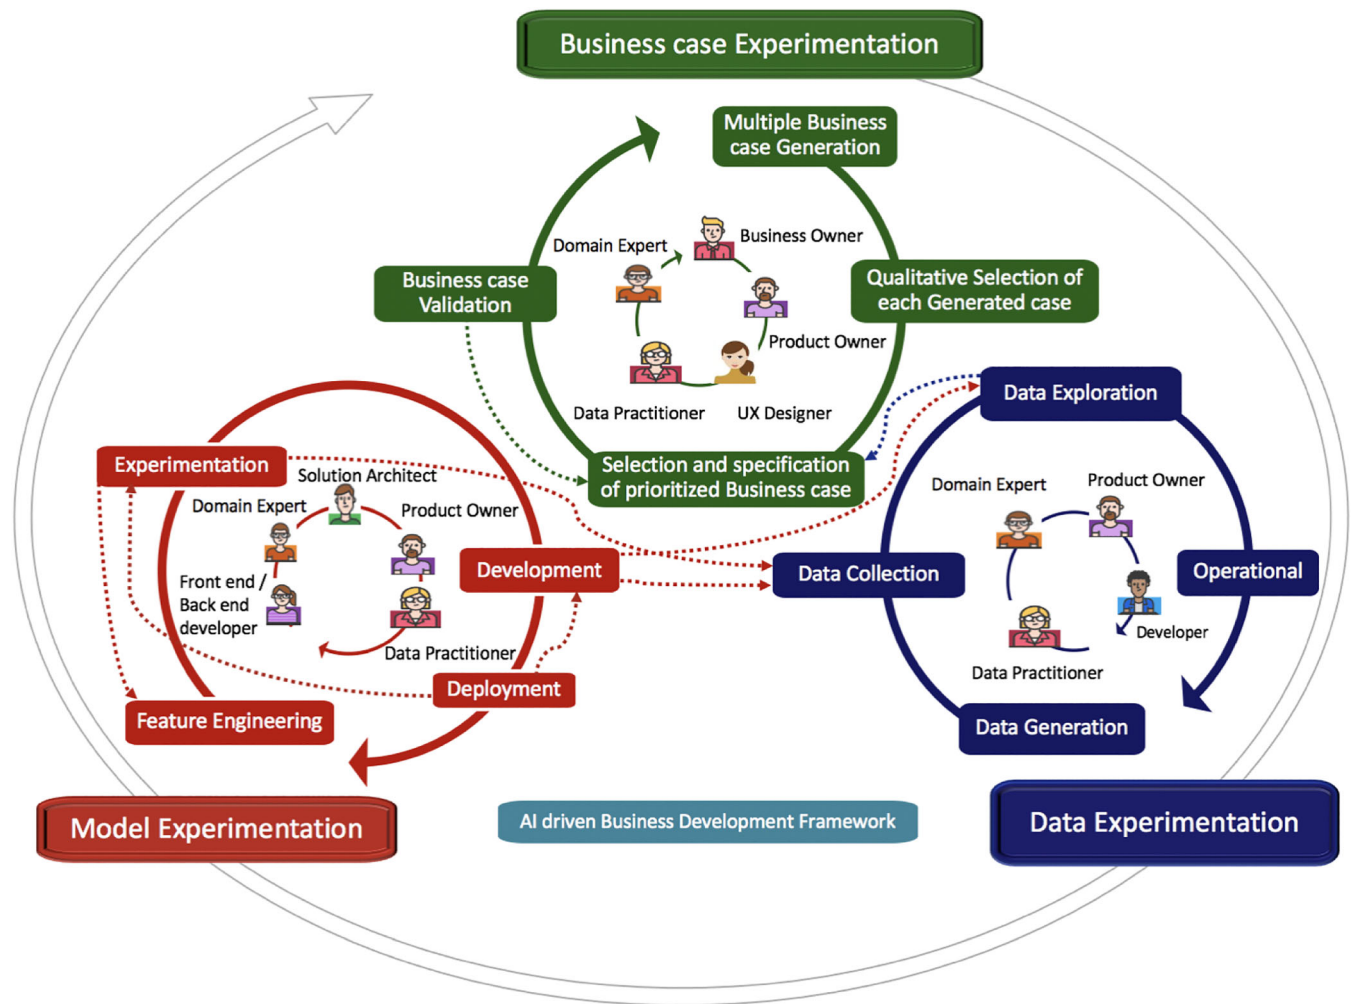 Business case Experimentation
Multiple Business
case Generation
Business Owner
Domain Expert
Business case
Validation
Qualitative Selection of
each Generated case
Product Owner
Data Practitioner
UX Designer
Selection and specification
of prioritized Business case
Data Exploration
Domain Expert
Product Owner
Data Collection
Operational
Developer
Data Practitioner
Data Generation
Experimentation
Solution Architect
Domain Expert
Product Owner
Development
Front end /
Back end
developer
Data Practitioner
Deployment
Feature Engineering
Model Experimentation
AI driven Business Development Framework
Data Experimentation